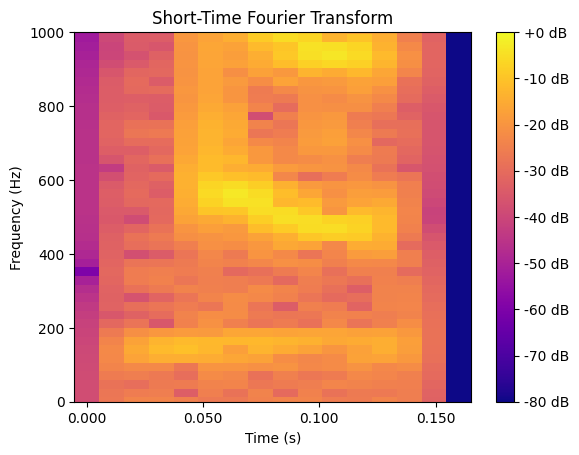 Short-Time Fourier Transform
1000
800
600
400
200
0
Frequency (Hz)
0.000
0.050
0.100
0.150
Time (s)
+0 dB
-10 dB
-20 dB
-30 dB
-40 dB
-50 dB
-60 dB
-70 dB
-80 dB